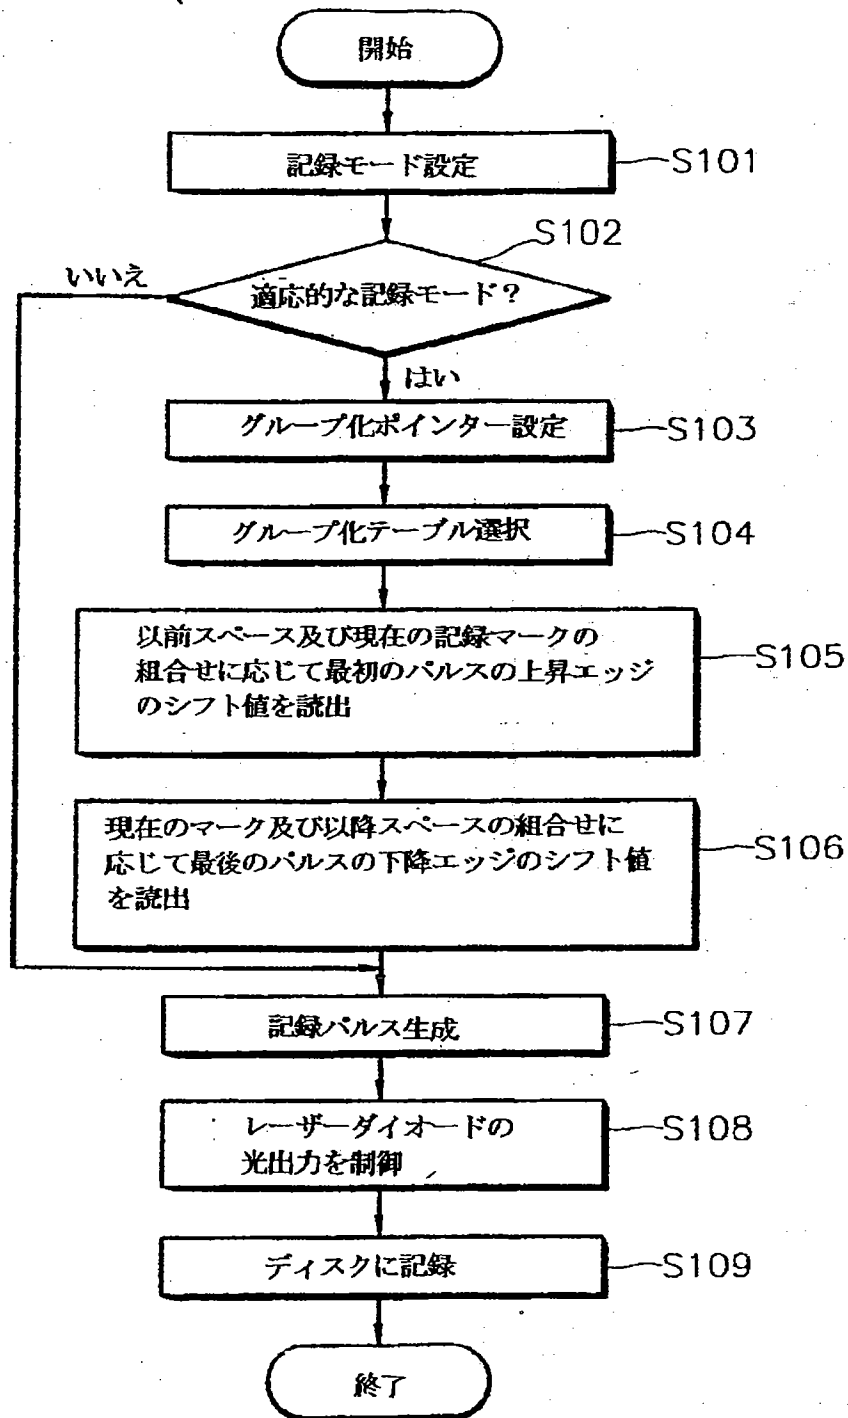 開始
記録モード設定
S101
S102
いいえ
適応的な記録モード？
はい
グループ化ポインター設定
S103
グループ化テーブル選択
S104
以前スペース及び現在の記録マークの
組合せに応じて最初のパルスの上昇エッジ
のシフト値を読出
S105
現在のマーク及び以降スペースの組合せに
応じて最後のパルスの下降エッジのシフト値
を読出
S106
記録パルス生成
S107
レーザーダイオードの
光出力を制御
S108
ディスクに記録
S109
終了